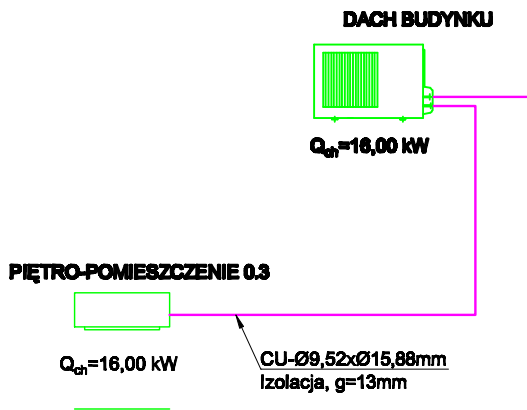 DACH BUDYNKU
Qch=16,00 kW
PIĘTRO-POMIESZCZENIE 0.3
Qch=16,00 kW
CU-Ø9,52xØ15,88mm
Izolacja, g=13mm